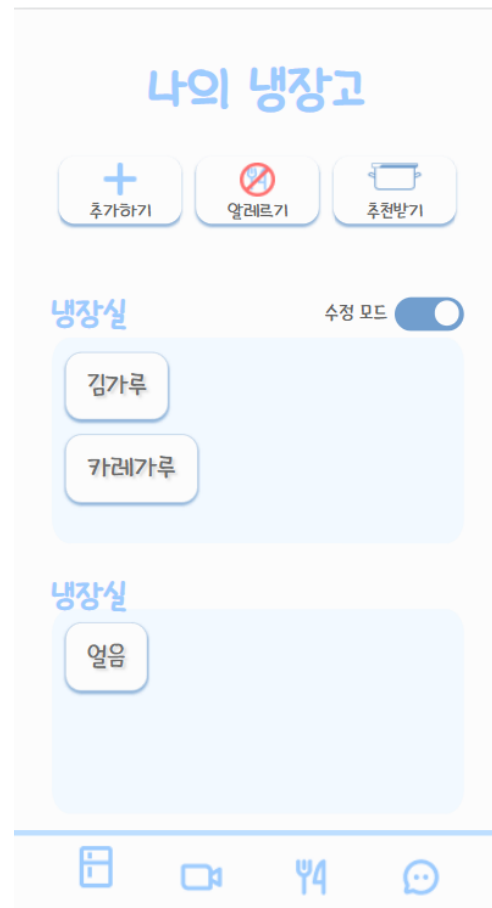 나의 냉장고
추가하기 알레르기 추천받기
냉장실 수정 모드
김가루
카레가루
냉장실
얼음